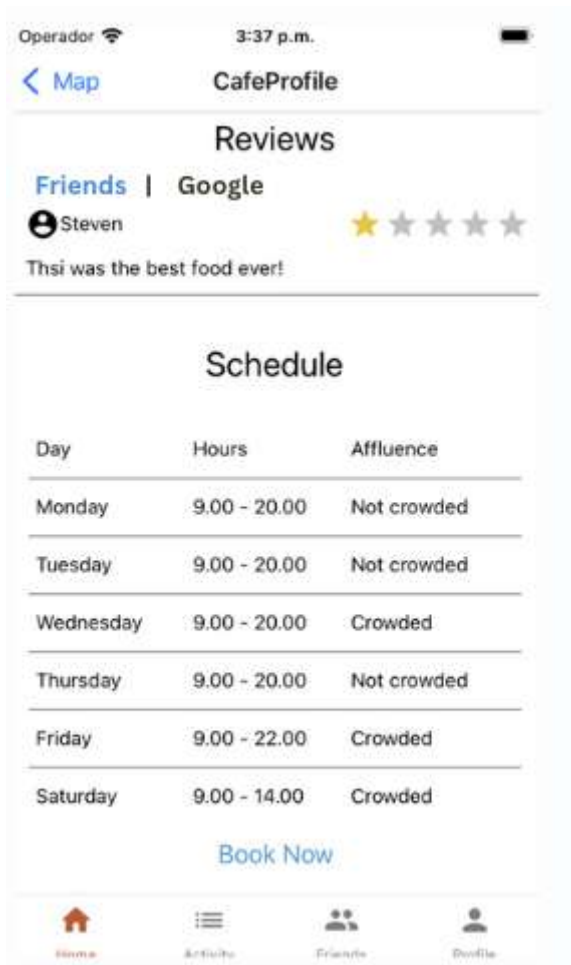 Operador 3:37 p.m.
Map CafeProfile
Reviews
Friends | Google
Steven
Thsi was the best food ever!
Schedule
Day Hours Affluence
Monday 9.00 - 20.00 Not crowded
Tuesday 9.00 - 20.00 Not crowded
Wednesday 9.00 - 20.00 Crowded
Thursday 9.00 - 20.00 Not crowded
Friday 9.00 - 22.00 Crowded
Saturday 9.00 - 14.00 Crowded
Book Now
Home Activity Friends Profile